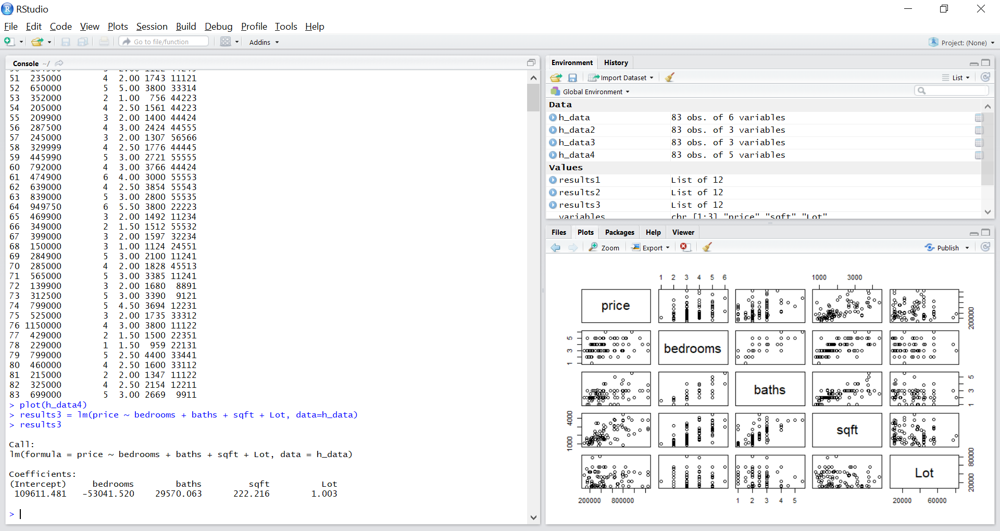 RStudio
File Edit Code View Plots Session Build Debug Profile Tools Help
Go to file/function
Addins
Project: (None)
Console ~/
51 235000 4 2.00 1743 11121
52 650000 5 5.00 3800 33314
53 352000 2 1.00 756 44223
54 205000 4 2.50 1561 44223
55 209900 3 2.00 1400 44424
56 287500 4 3.00 2424 44555
57 245000 3 2.00 1307 56566
58 329999 4 2.50 1776 44445
59 445990 5 3.00 2721 55555
60 792000 4 3.00 3766 44424
61 474900 6 4.00 3000 55553
62 639000 4 2.50 3854 55543
63 839000 5 3.00 2800 55535
64 949750 6 5.50 3800 22223
65 469900 3 2.00 1492 11234
66 349000 2 1.50 1512 55532
67 399000 3 2.00 1597 32234
68 150000 3 1.00 1124 24551
69 284900 5 3.00 2100 11241
70 285000 4 2.00 1828 45513
71 565000 5 3.00 3385 11241
72 139900 3 2.00 1680 8891
73 312500 5 3.00 3390 9121
74 799000 5 4.50 3694 12231
75 525000 3 2.00 1735 33312
76 1150000 4 3.00 3800 11122
77 429000 2 1.50 1500 22351
78 229000 1 1.50 959 22131
79 799000 5 2.50 4400 33441
80 460000 4 2.50 1600 33112
81 215000 2 2.00 1347 11122
82 325000 4 2.50 2154 12211
83 699000 5 3.00 2669 9911
> plot(h_data4)
> results3 = lm(price ~ bedrooms + baths + sqft + Lot, data=h_data)
> results3
Call:
lm(formula = price ~ bedrooms + baths + sqft + Lot, data = h_data)
Coefficients:
(Intercept) bedrooms baths sqft Lot
109611.481 -53041.520 29570.063 222.216 1.003
>
Environment History
Import Dataset
List
Global Environment
Data
h_data 83 obs. of 6 variables
h_data2 83 obs. of 3 variables
h_data3 83 obs. of 3 variables
h_data4 83 obs. of 5 variables
Values
results1 List of 12
results2 List of 12
results3 List of 12
variables chr [1:3] "price" "sqft" "Lot"
Files Plots Packages Help Viewer
Zoom Export Publish
1 2 3 4 5 6 1000 3000
price
200000
1 3 5
bedrooms
baths
1 3 5
1000 4000
sqft
Lot
20000 80000
200000 800000 1 2 3 4 5 20000 60000